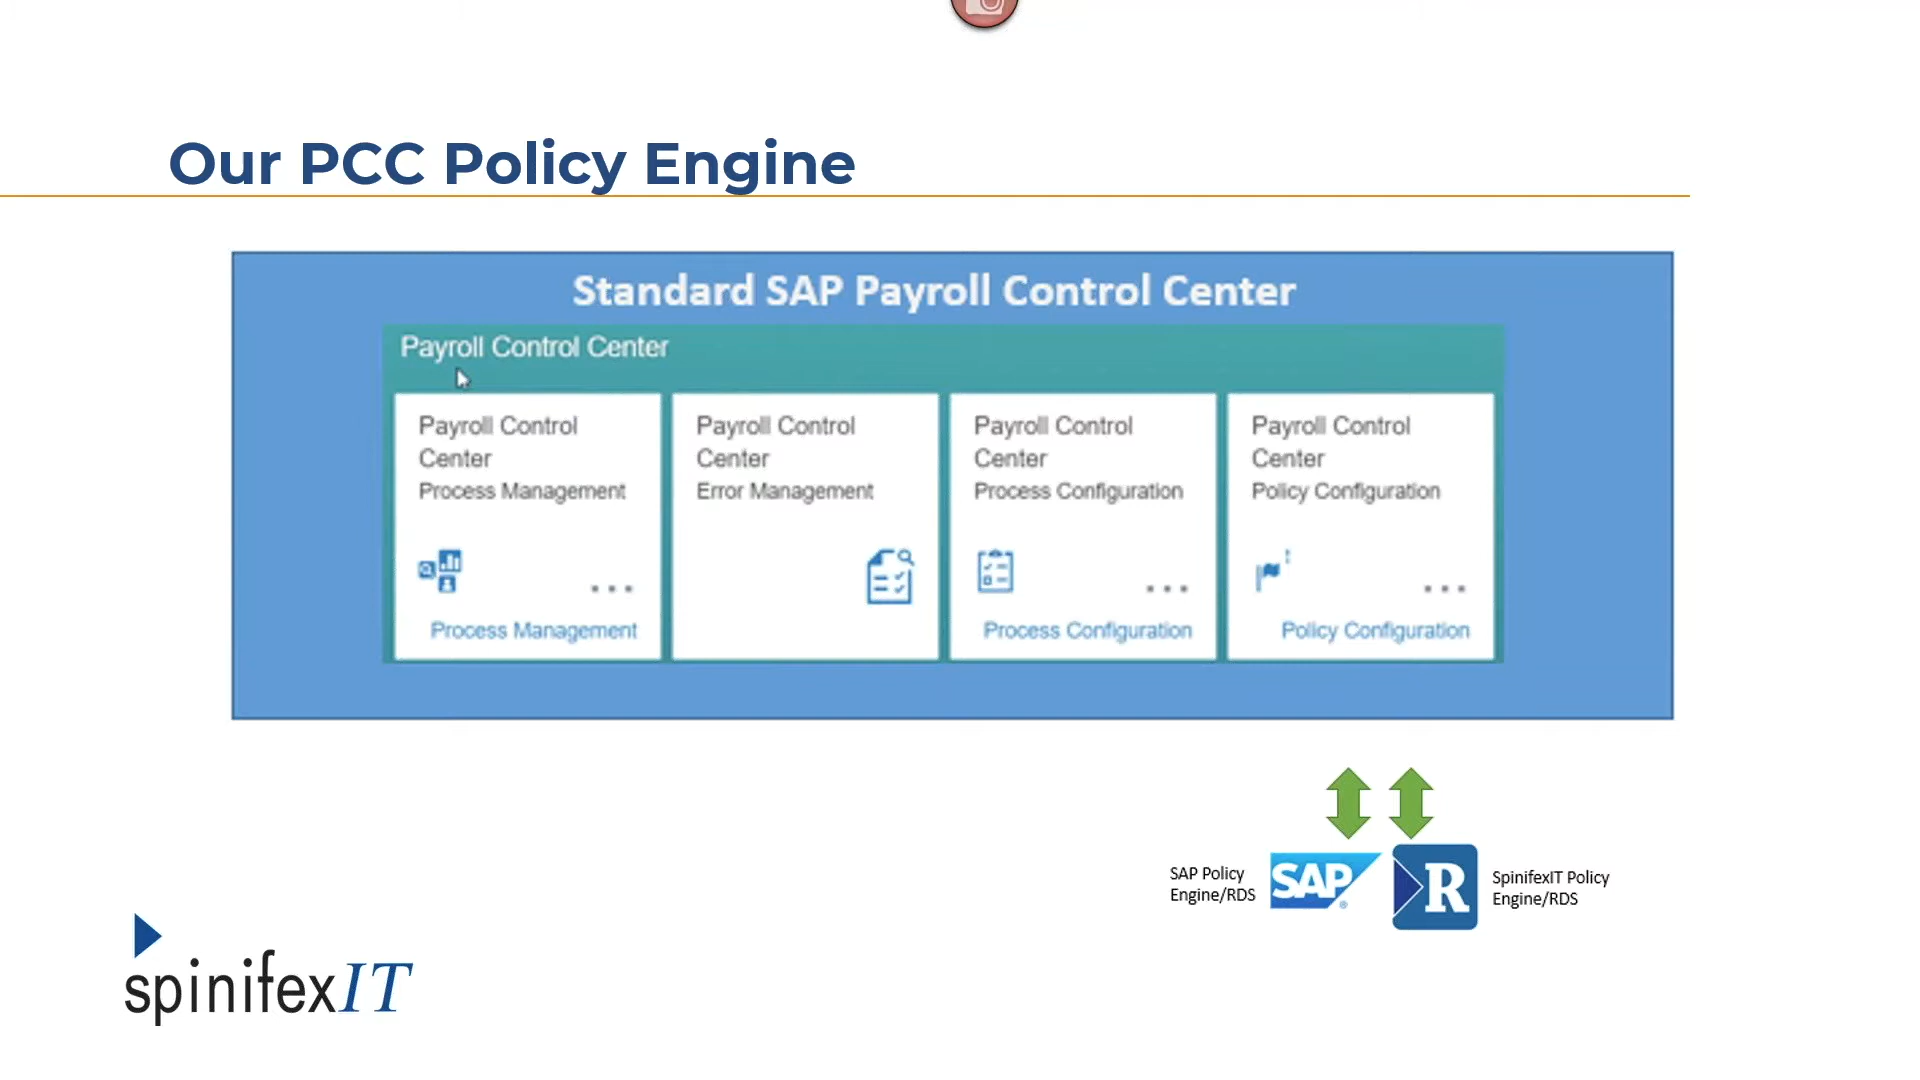 Our PCC Policy Engine
Standard SAP Payroll Control Center
Payroll Control Center
Payroll Control
Center
Process Management
Process Management
Payroll Control
Center
Error Management
Payroll Control
Center
Process Configuration
Process Configuration
Payroll Control
Center
Policy Configuration
Policy Configuration
SAP Policy
Engine/RDS
SAP®
R
SpinifexIT Policy
Engine/RDS
spinifexIT